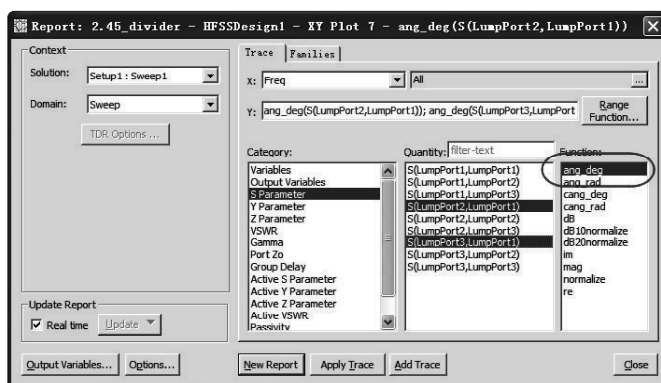 Report: 2.45_divider - HFSSDesign1 - XY Plot 7 - ang_deg(S(LumpPort2,LumpPort1))
Context
Solution: Setup1 : Sweep1
Domain: Sweep
TDR Options ...
Update Report
Real time Update
Output Variables... Options...
Trace Families
X: Freq All ...
Y: ang_deg(S(LumpPort2,LumpPort1)); ang_deg(S(LumpPort3,LumpPort
Range Function...
Category:
Variables
Output Variables
S Parameter
Y Parameter
Z Parameter
VSWR
Gamma
Port Zo
Group Delay
Active S Parameter
Active Y Parameter
Active Z Parameter
Active VSWR
Passivity
Quantity: filter-text
S(LumpPort1,LumpPort1)
S(LumpPort1,LumpPort2)
S(LumpPort1,LumpPort3)
S(LumpPort2,LumpPort1)
S(LumpPort2,LumpPort2)
S(LumpPort2,LumpPort3)
S(LumpPort3,LumpPort1)
S(LumpPort3,LumpPort2)
S(LumpPort3,LumpPort3)
Function:
ang_deg
ang_rad
cang_deg
cang_rad
dB
dB10normalize
dB20normalize
im
mag
normalize
re
New Report Apply Trace Add Trace Close